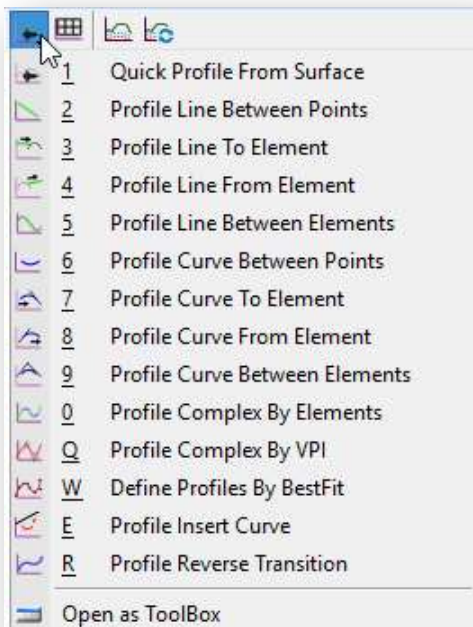 1 Quick Profile From Surface
2 Profile Line Between Points
3 Profile Line To Element
4 Profile Line From Element
5 Profile Line Between Elements
6 Profile Curve Between Points
7 Profile Curve To Element
8 Profile Curve From Element
9 Profile Curve Between Elements
0 Profile Complex By Elements
Q Profile Complex By VPI
W Define Profiles By BestFit
E Profile Insert Curve
R Profile Reverse Transition
Open as ToolBox